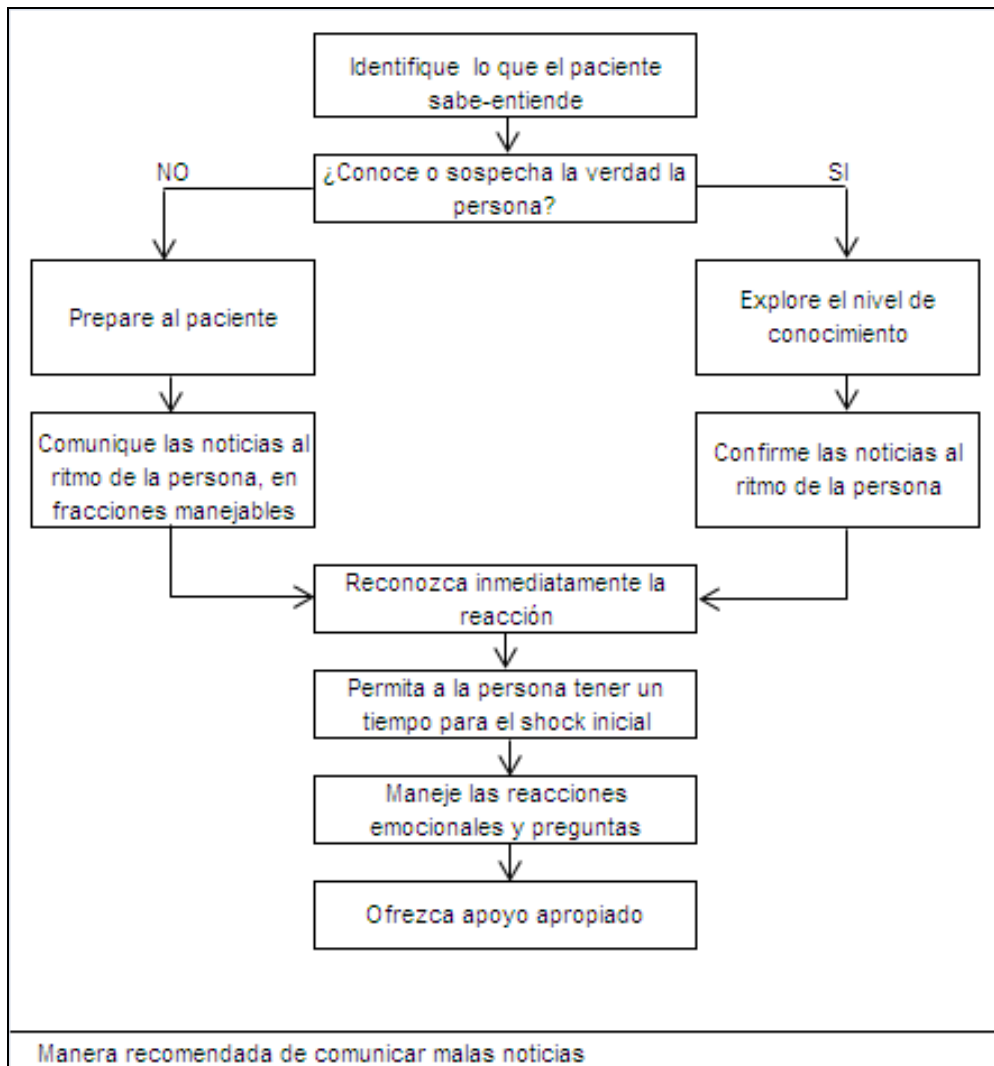 Identifique lo que el paciente
sabe-entiende
¿Conoce o sospecha la verdad la
persona?
NO
SI
Prepare al paciente
Explore el nivel de
conocimiento
Comunique las noticias al
ritmo de la persona, en
fracciones manejables
Confirme las noticias al
ritmo de la persona
Reconozca inmediatamente la
reacción
Permita a la persona tener un
tiempo para el shock inicial
Maneje las reacciones
emocionales y preguntas
Ofrezca apoyo apropiado
Manera recomendada de comunicar malas noticias